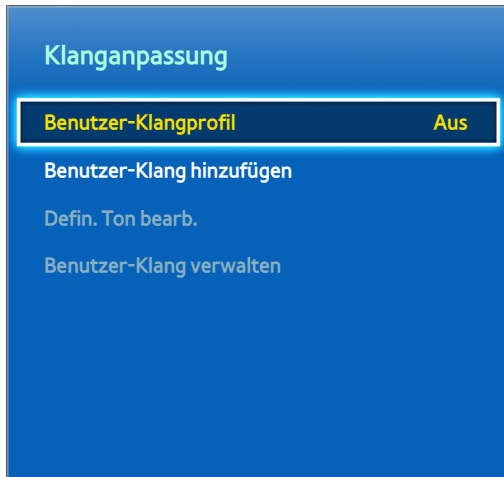 Klanganpassung
Benutzer-Klangprofil Aus
Benutzer-Klang hinzufügen
Defin. Ton bearb.
Benutzer-Klang verwalten